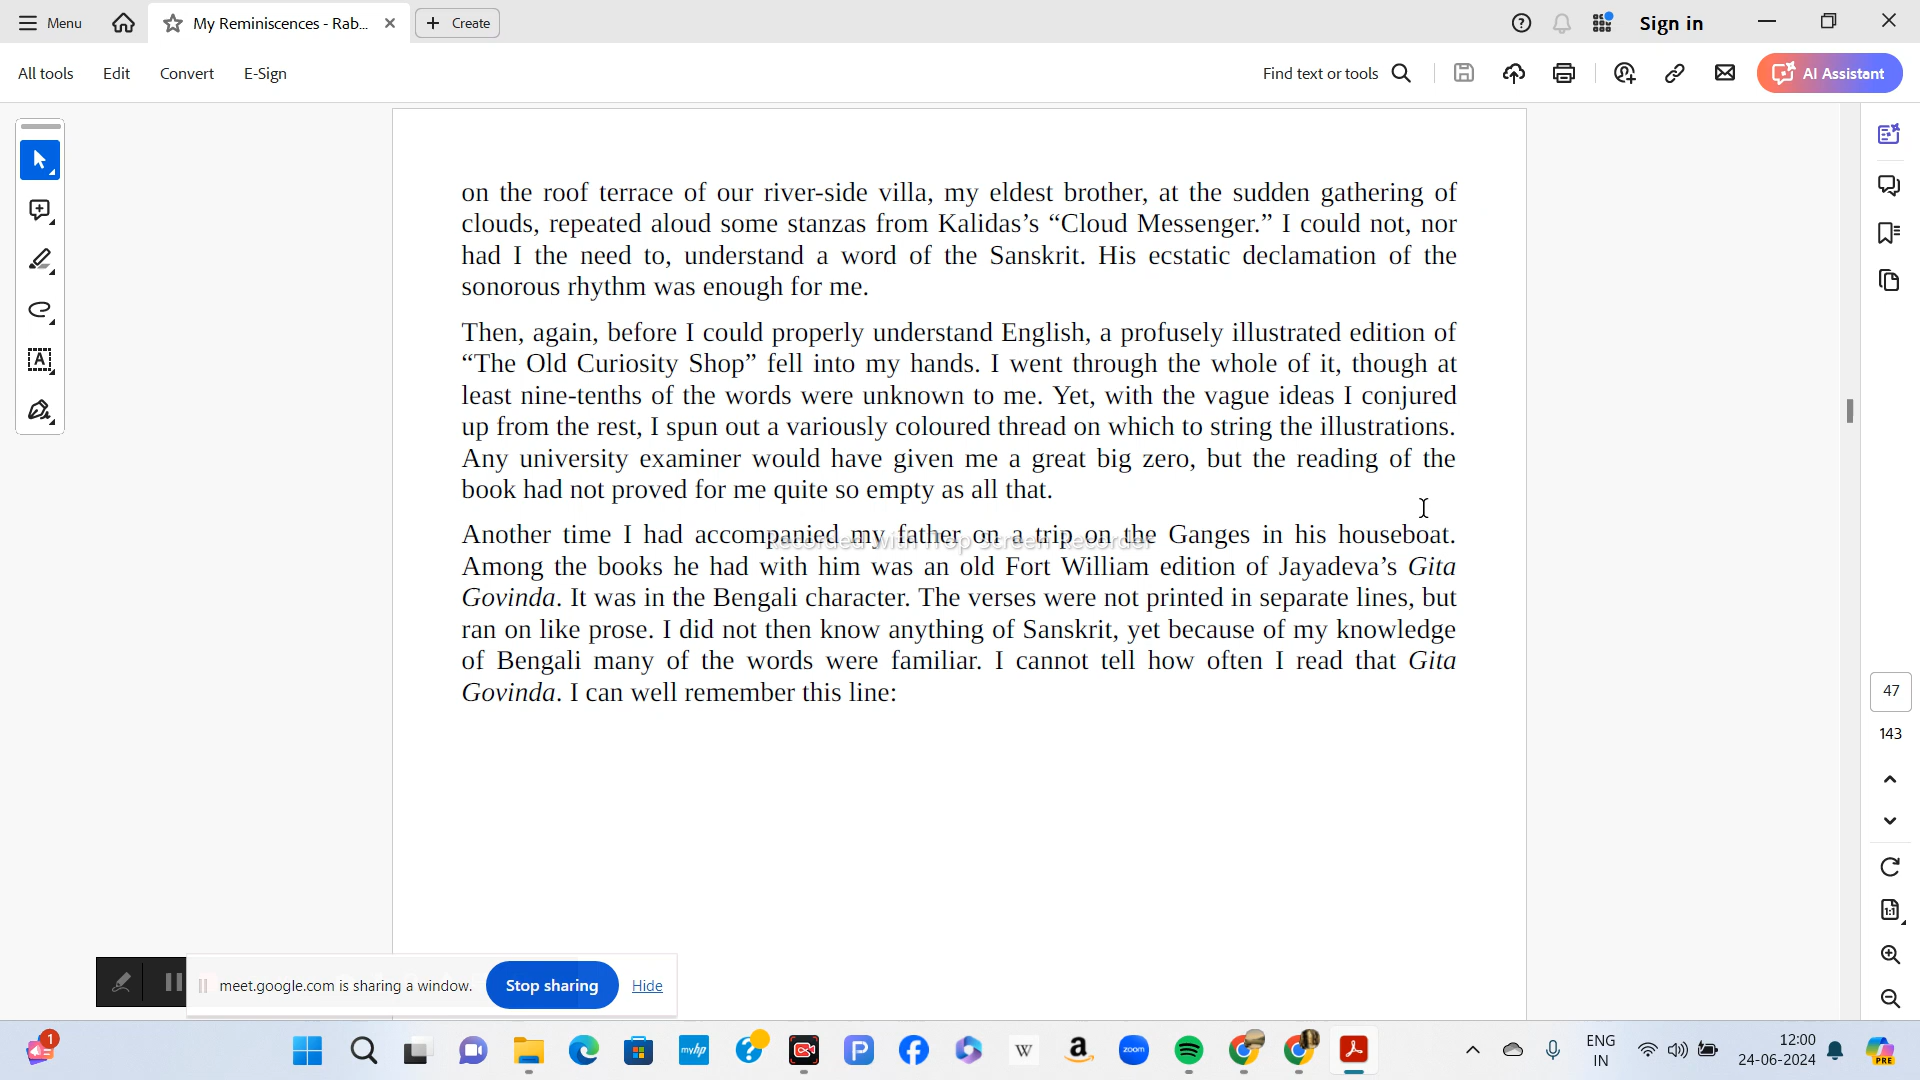 Menu
My Reminiscences - Rab...
Create
Sign in
All tools
Edit
Convert
E-Sign
Find text or tools
AI Assistant
on the roof terrace of our river-side villa, my eldest brother, at the sudden gathering of
clouds, repeated aloud some stanzas from Kalidas’s “Cloud Messenger.” I could not, nor
had I the need to, understand a word of the Sanskrit. His ecstatic declamation of the
sonorous rhythm was enough for me.
Then, again, before I could properly understand English, a profusely illustrated edition of
“The Old Curiosity Shop” fell into my hands. I went through the whole of it, though at
least nine-tenths of the words were unknown to me. Yet, with the vague ideas I conjured
up from the rest, I spun out a variously coloured thread on which to string the illustrations.
Any university examiner would have given me a great big zero, but the reading of the
book had not proved for me quite so empty as all that.
Another time I had accompanied my father on a trip on the Ganges in his houseboat.
Recorded with iTop Screen Recorder
Among the books he had with him was an old Fort William edition of Jayadeva’s Gita
Govinda. It was in the Bengali character. The verses were not printed in separate lines, but
ran on like prose. I did not then know anything of Sanskrit, yet because of my knowledge
of Bengali many of the words were familiar. I cannot tell how often I read that Gita
Govinda. I can well remember this line:
47
143
meet.google.com is sharing a window.
Stop sharing
Hide
1
myhp
W
a
zoom
ENG
IN
12:00
24-06-2024
PRE